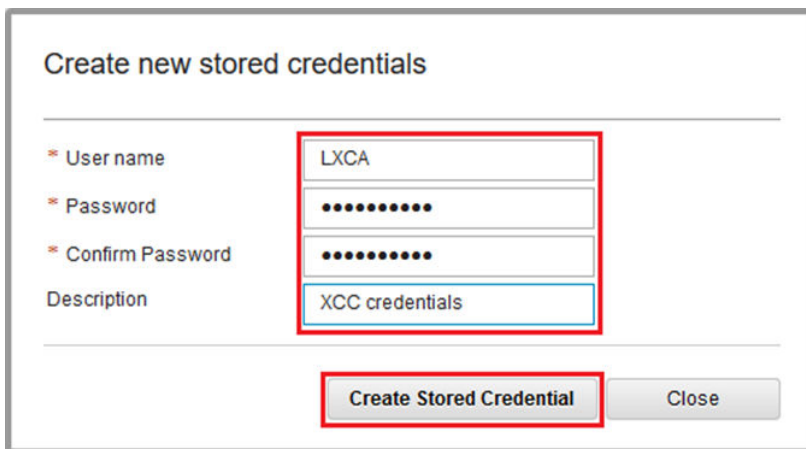 Create new stored credentials
* User name LXCA
* Password ••••••••••
* Confirm Password ••••••••••
Description XCC credentials
Create Stored Credential Close